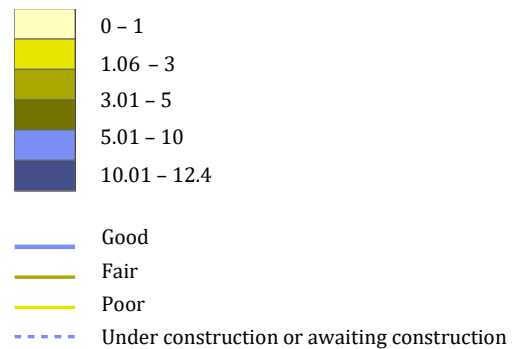 0 – 1
1.06 – 3
3.01 – 5
5.01 – 10
10.01 – 12.4
Good
Fair
Poor
Under construction or awaiting construction